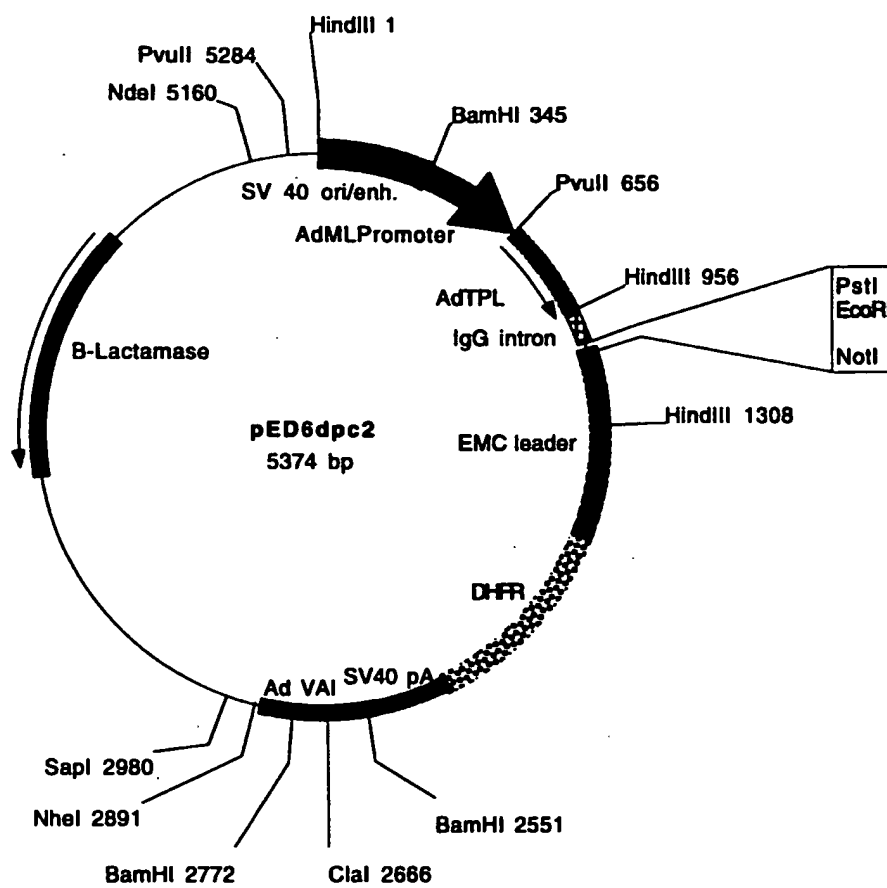 HindIII 1
PvuII 5284
NdeI 5160
BamHI 345
SV 40 ori/enh.
PvuII 656
AdMLPromoter
HindIII 956
AdTPL
PstI
EcoR
IgG intron
B-Lactamase
NotI
pED6dpc2
5374 bp
HindIII 1308
EMC leader
DHFR
SV40 pA
Ad VAI
SapI 2980
NheI 2891
BamHI 2551
BamHI 2772
ClaI 2666